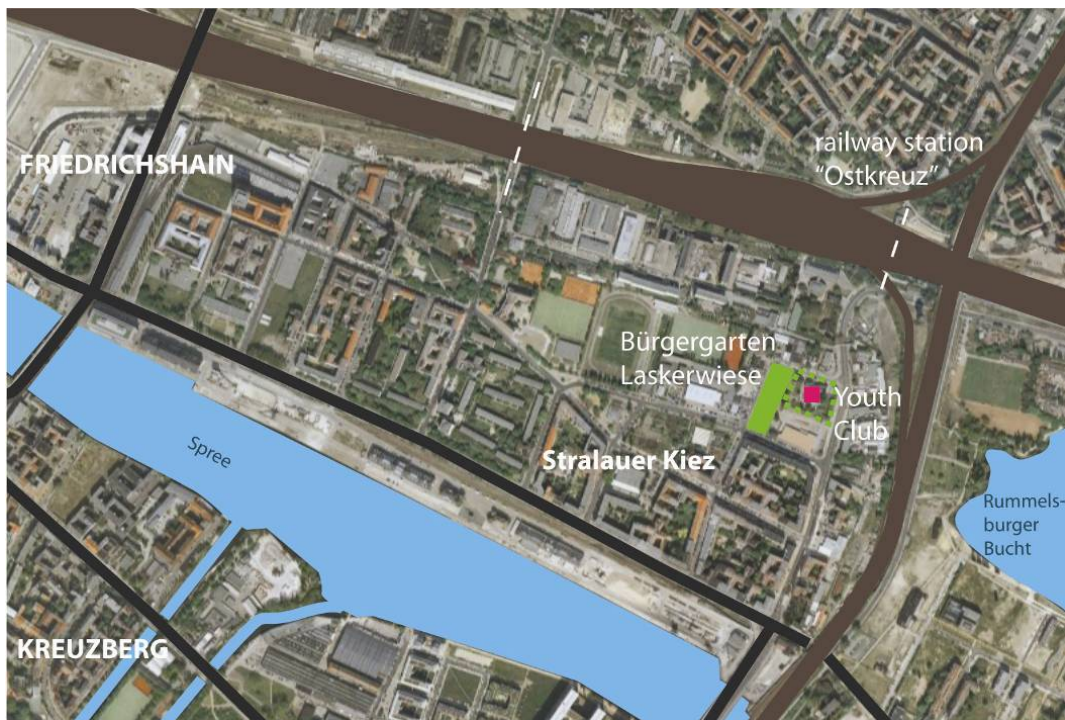 FRIEDRICHSHAIN
railway station
"Ostkreuz"
Bürgergarten
Laskerwiese
Youth
Club
Stralauer Kiez
Spree
Rummels-
burger
Bucht
KREUZBERG